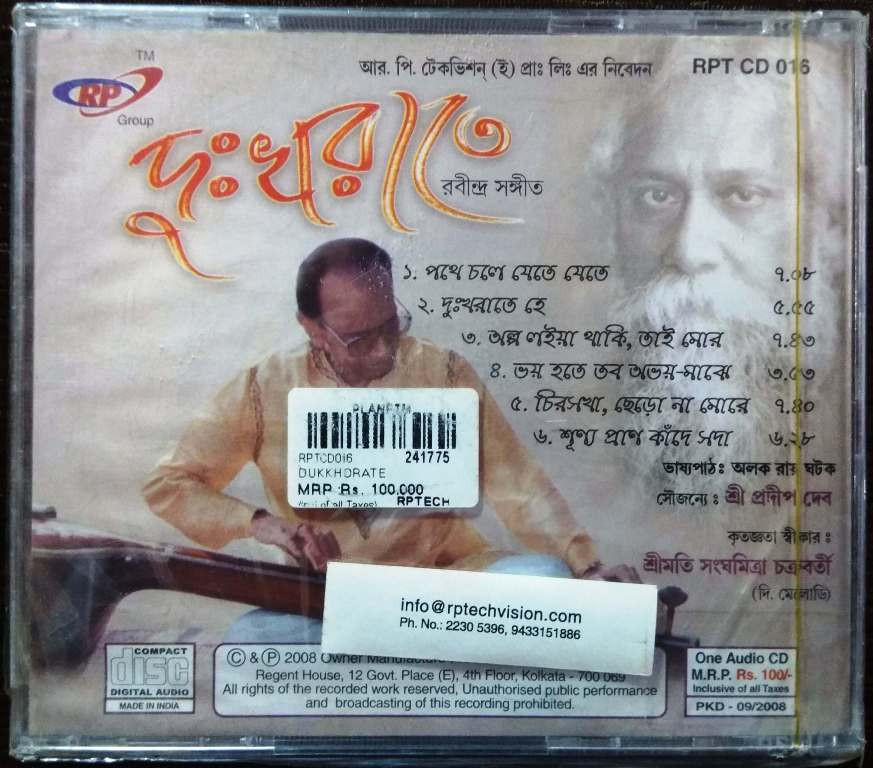 TM
RP
Group
আর. পি. টেকভিশন্ (ই) প্রাঃ লিঃ এর নিবেদন
RPT CD 016
দুঃখরাতে
রবীন্দ্র সঙ্গীত
১. পথে চলে যেতে যেতে ৭.০৮
২. দুঃখরাতে হে ৫.৫৫
৩. অল্প লইয়া থাকি, তাই মোর ৭.৪৩
৪. ভয় হতে তব অভয়-মাঝে ৩.৫৩
৫. চিরসখা, ছেড়ো না মোরে ৭.৪০
৬. শূণ্য প্রাণ কাঁদে সদা ৬.২৮
ভাষ্যপাঠঃ অলক রায় ঘটক
সৌজন্যে : শ্রী প্রদীপ দেব
কৃতজ্ঞতা স্বীকার :
শ্রীমতি সংঘমিত্রা চক্রবর্তী
(দি. মেলোডি)
PLANETM
RPTCD016 241775
DUKKHORATE
MRP Rs. 100.000
of all Taxes) RPTECH
info@rptechvision.com
Ph. No.: 2230 5396, 9433151886
COMPACT
disc
DIGITAL AUDIO
MADE IN INDIA
© & ℗ 2008 Owner
Regent House, 12 Govt. Place (E), 4th Floor, Kolkata - 700 069
All rights of the recorded work reserved, Unauthorised public performance
and broadcasting of this recording prohibited.
One Audio CD
M.R.P. Rs. 100/-
Inclusive of all Taxes
PKD - 09/2008